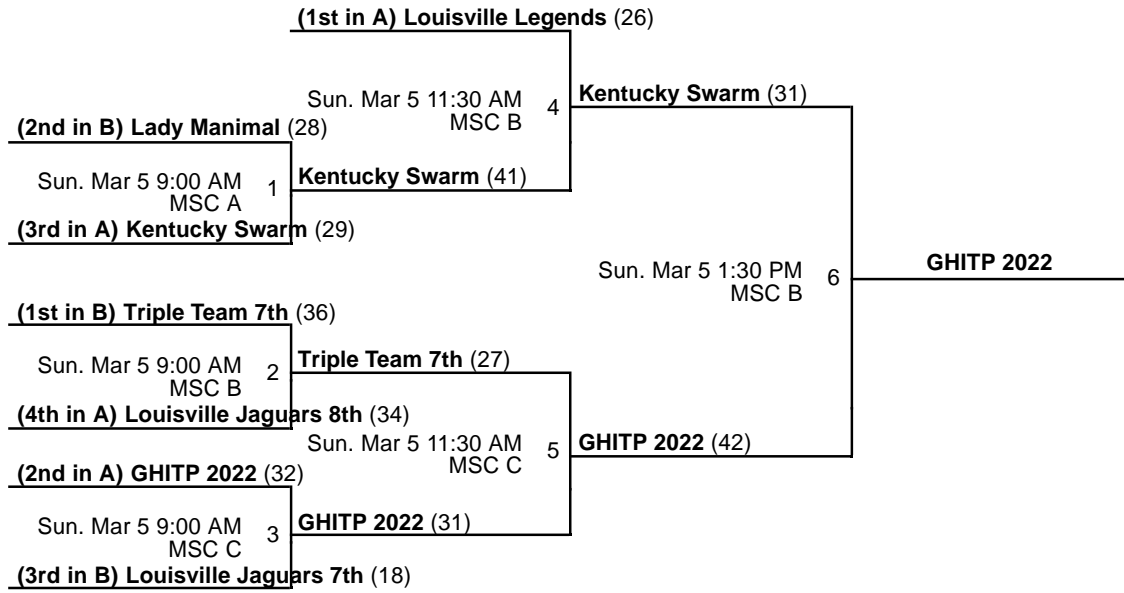 (1st in A) Louisville Legends (26)
Sun. Mar 5 11:30 AM
MSC B
4
Kentucky Swarm (31)
(2nd in B) Lady Manimal (28)
Sun. Mar 5 9:00 AM
MSC A
1
Kentucky Swarm (41)
(3rd in A) Kentucky Swarm (29)
Sun. Mar 5 1:30 PM
MSC B
6
GHITP 2022
(1st in B) Triple Team 7th (36)
Sun. Mar 5 9:00 AM
MSC B
2
Triple Team 7th (27)
(4th in A) Louisville Jaguars 8th (34)
Sun. Mar 5 11:30 AM
MSC C
5
GHITP 2022 (42)
(2nd in A) GHITP 2022 (32)
Sun. Mar 5 9:00 AM
MSC C
3
GHITP 2022 (31)
(3rd in B) Louisville Jaguars 7th (18)